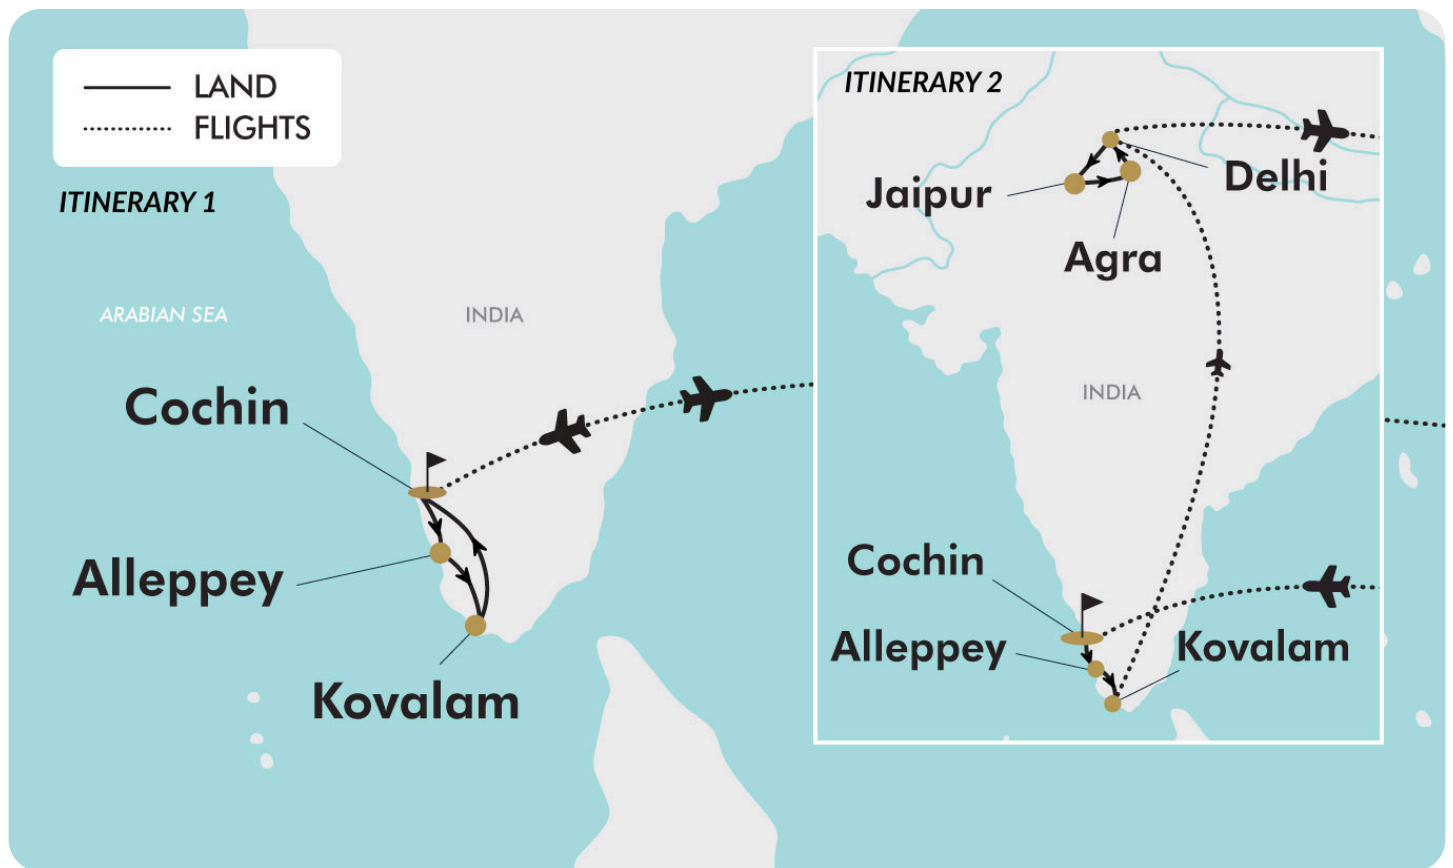 LAND
FLIGHTS
ITINERARY 1
ARABIAN SEA
INDIA
Cochin
Alleppey
Kovalam
ITINERARY 2
Delhi
Jaipur
Agra
INDIA
Cochin
Alleppey
Kovalam